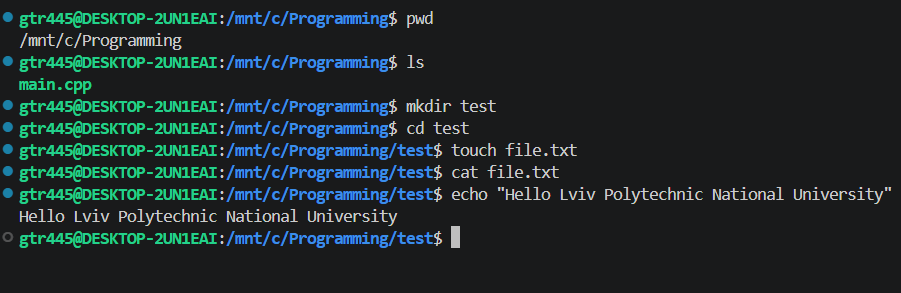 gtr445@DESKTOP-2UN1EAI:/mnt/c/Programming$ pwd
/mnt/c/Programming
gtr445@DESKTOP-2UN1EAI:/mnt/c/Programming$ ls
main.cpp
gtr445@DESKTOP-2UN1EAI:/mnt/c/Programming$ mkdir test
gtr445@DESKTOP-2UN1EAI:/mnt/c/Programming$ cd test
gtr445@DESKTOP-2UN1EAI:/mnt/c/Programming/test$ touch file.txt
gtr445@DESKTOP-2UN1EAI:/mnt/c/Programming/test$ cat file.txt
gtr445@DESKTOP-2UN1EAI:/mnt/c/Programming/test$ echo "Hello Lviv Polytechnic National University"
Hello Lviv Polytechnic National University
gtr445@DESKTOP-2UN1EAI:/mnt/c/Programming/test$